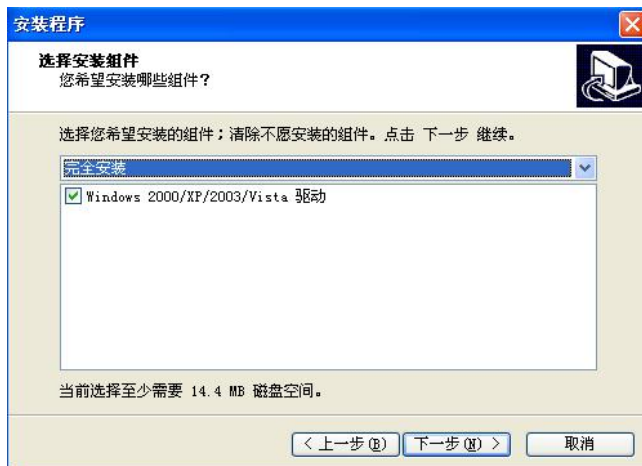 安装程序
选择安装组件
您希望安装哪些组件？
选择您希望安装的组件；清除不愿安装的组件。点击 下一步 继续。
完全安装
Windows 2000/XP/2003/Vista 驱动
当前选择至少需要 14.4 MB 磁盘空间。
< 上一步(B) 下一步(N) > 取消